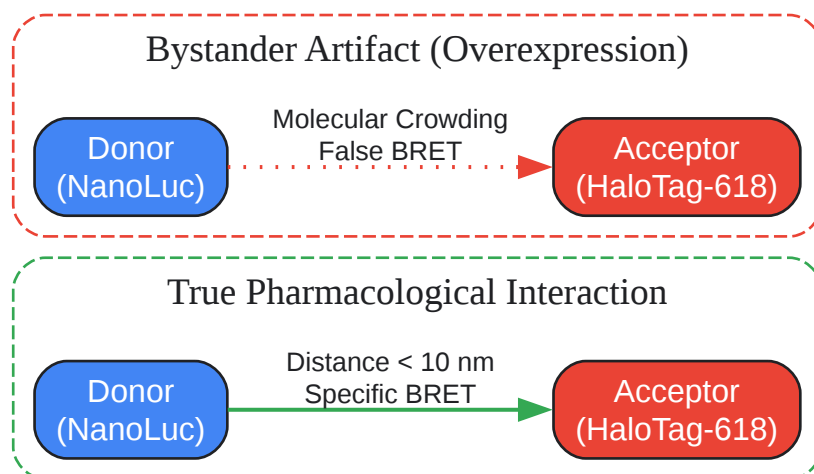 Bystander Artifact (Overexpression)
Donor
(NanoLuc)
Molecular Crowding
False BRET
Acceptor
(HaloTag-618)
True Pharmacological Interaction
Donor
(NanoLuc)
Distance < 10 nm
Specific BRET
Acceptor
(HaloTag-618)